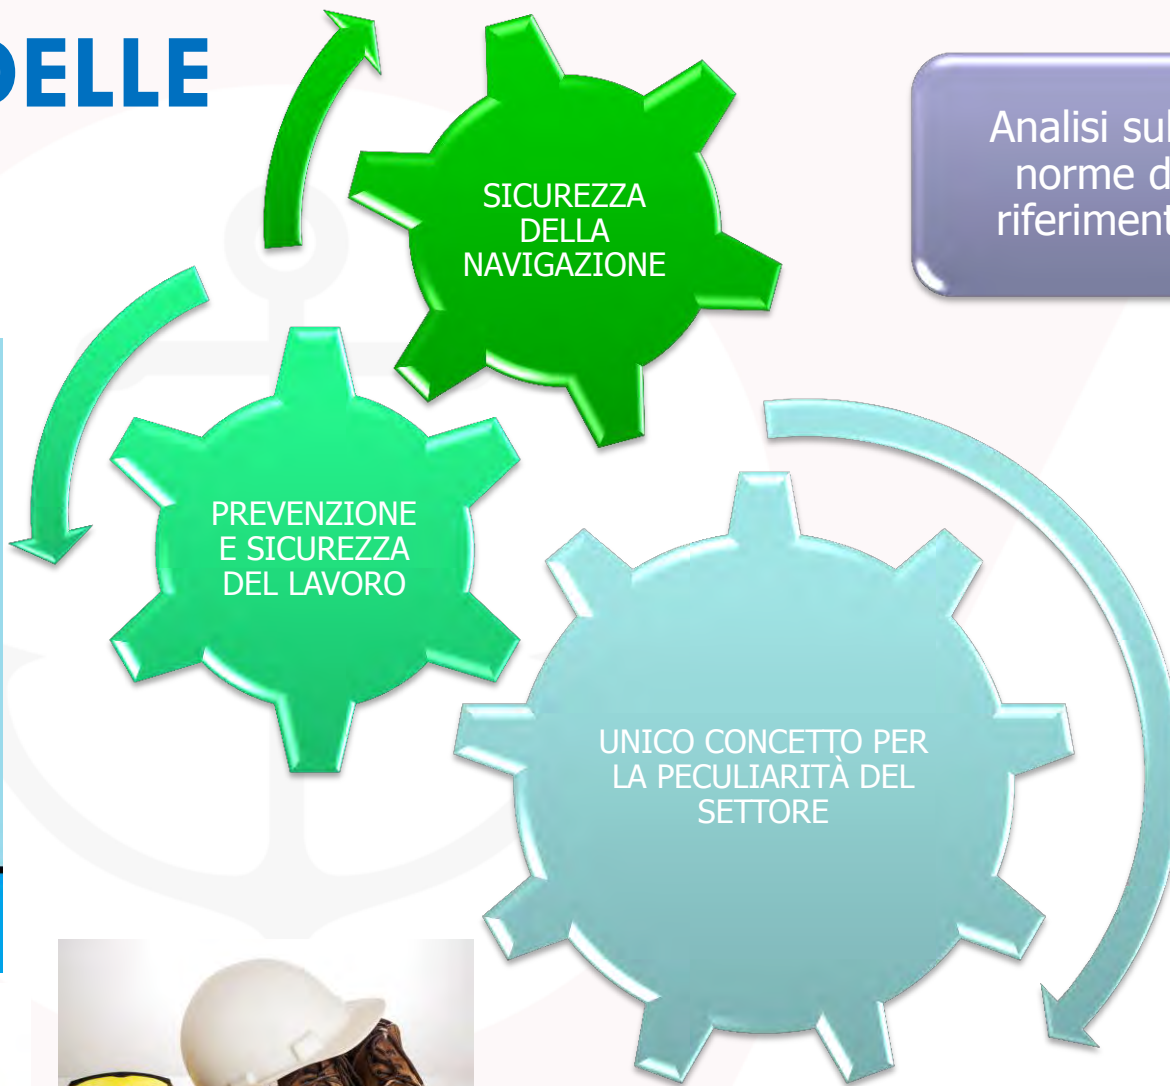 DELLE
SICUREZZA
DELLA
NAVIGAZIONE
Analisi sul
norme d
riferiment
PREVENZIONE
E SICUREZZA
DEL LAVORO
UNICO CONCETTO PER
LA PECULIARITÀ DEL
SETTORE